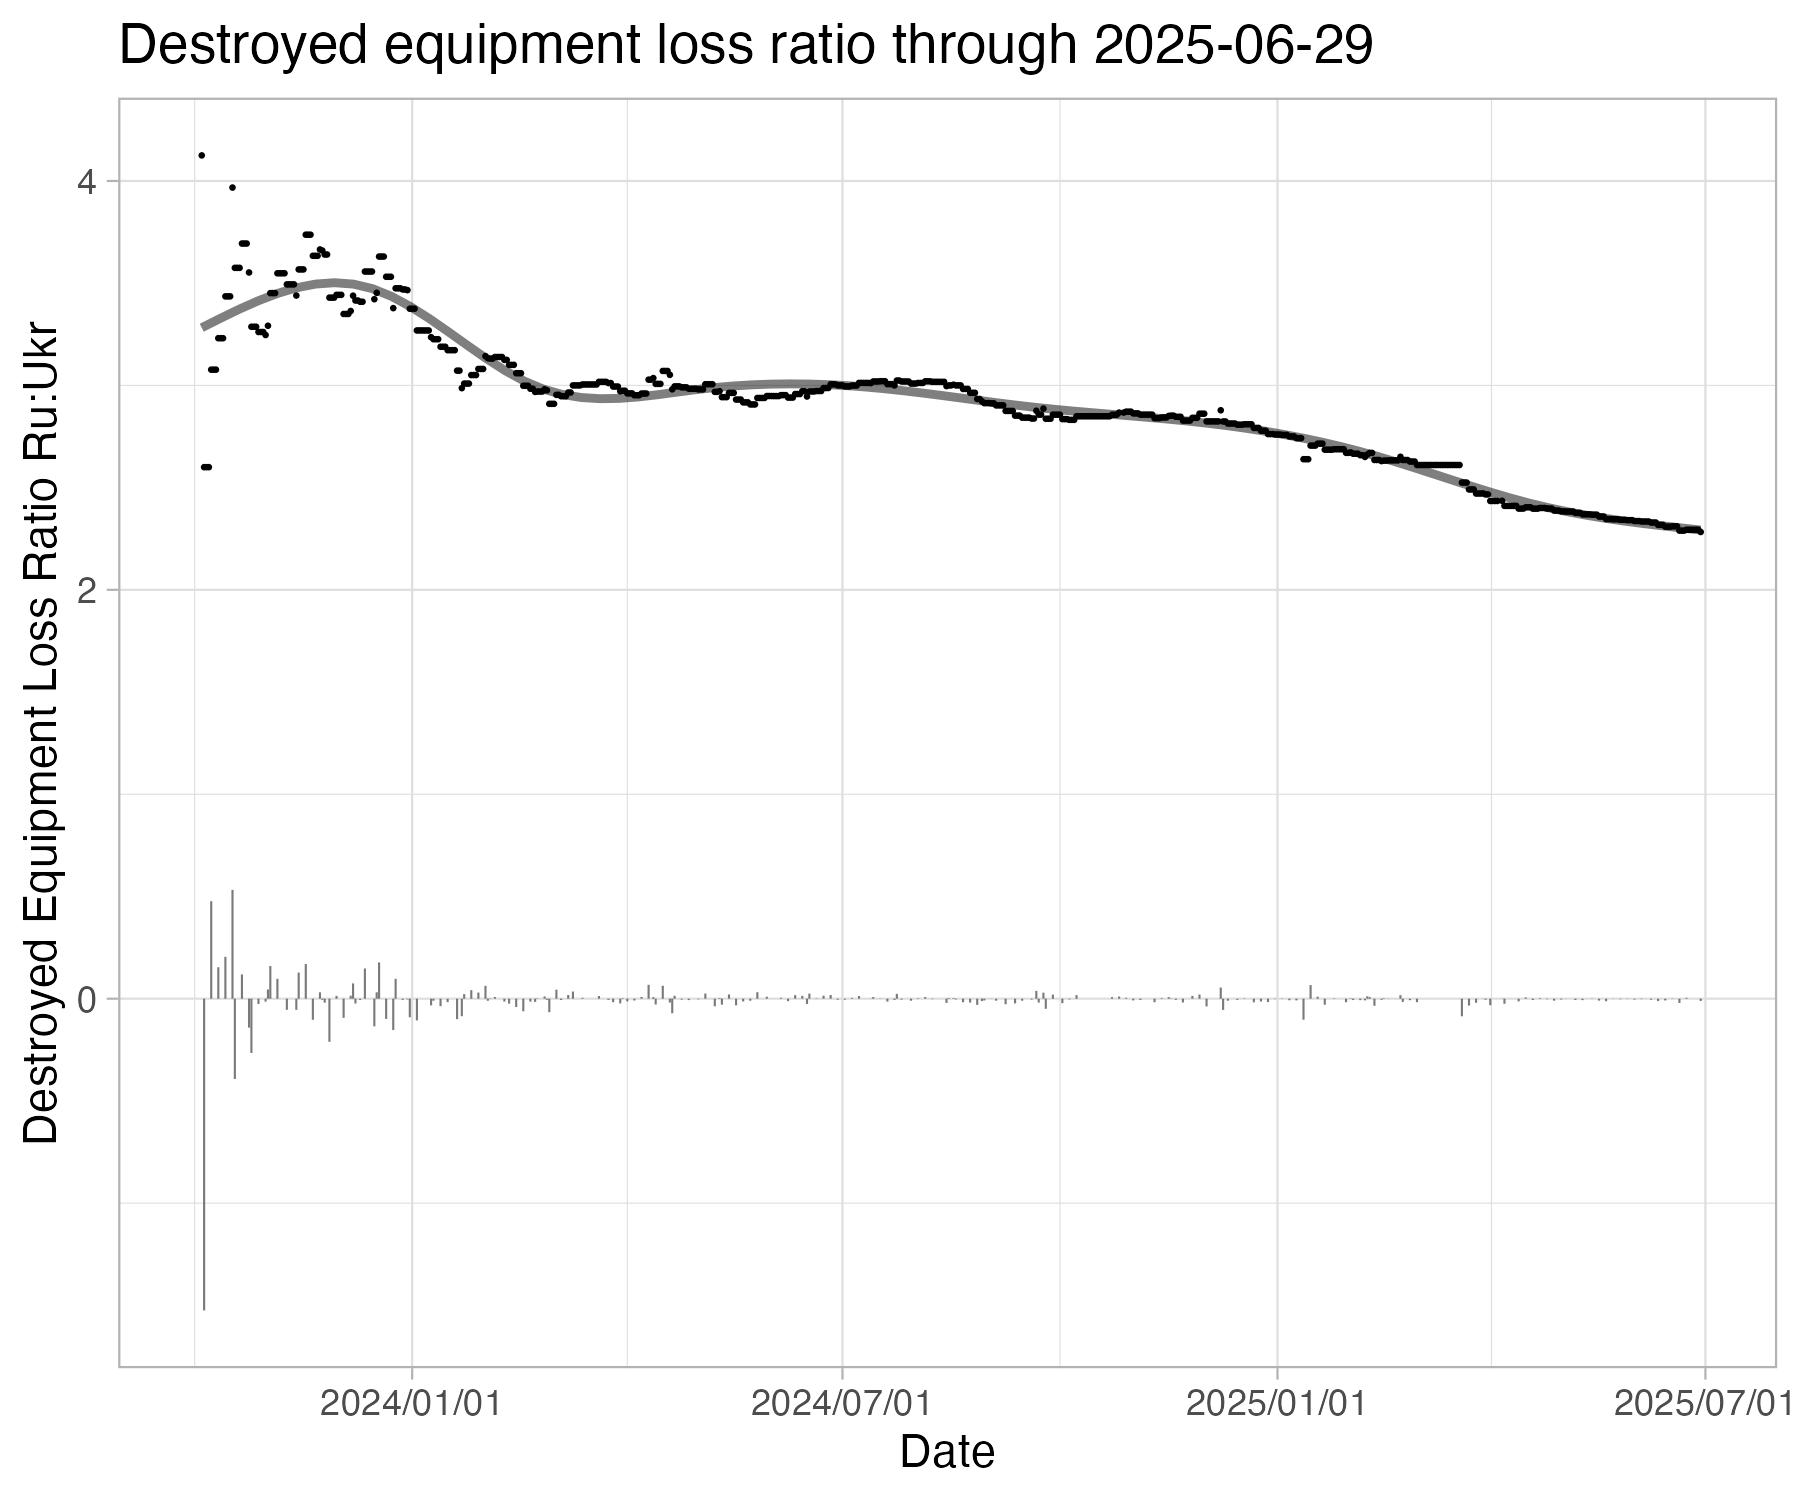 Destroyed equipment loss ratio through 2025-06-29
Destroyed Equipment Loss Ratio Ru:Ukr
4
2
0
2024/01/01
2024/07/01
2025/01/01
2025/07/01
Date